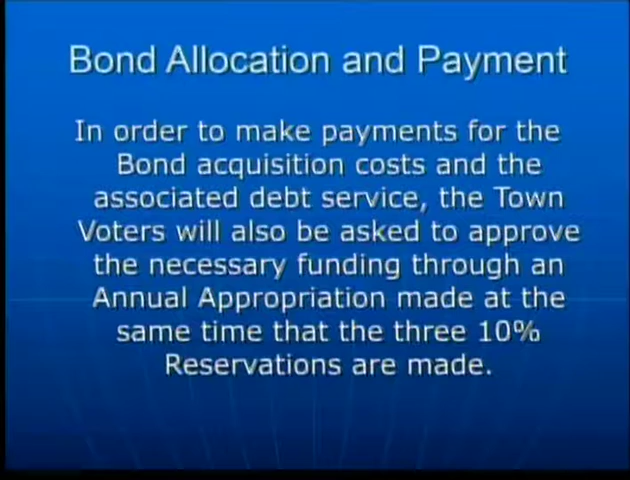 Bond Allocation and Payment
In order to make payments for the
Bond acquisition costs and the
associated debt service, the Town
Voters will also be asked to approve
the necessary funding through an
Annual Appropriation made at the
same time that the three 10%
Reservations are made.